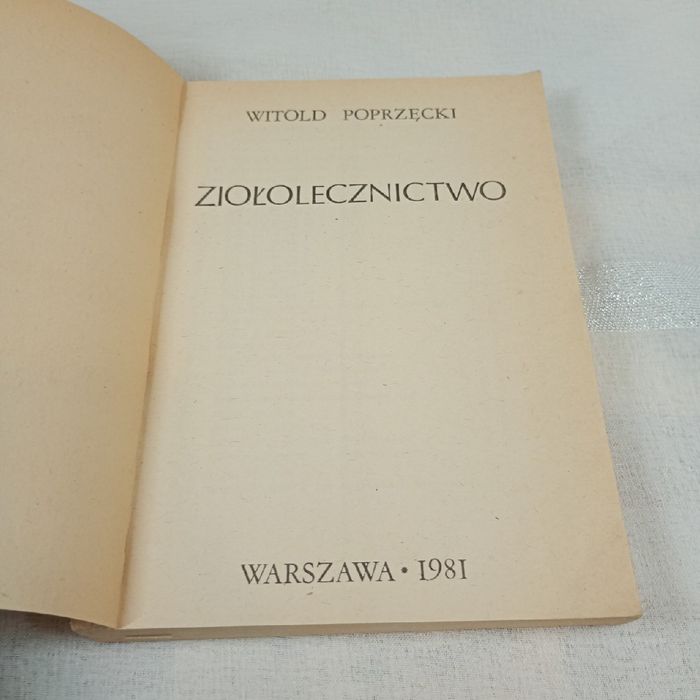 WITOLD POPRZĘCKI
ZIOŁOLECZNICTWO
WARSZAWA • 1981